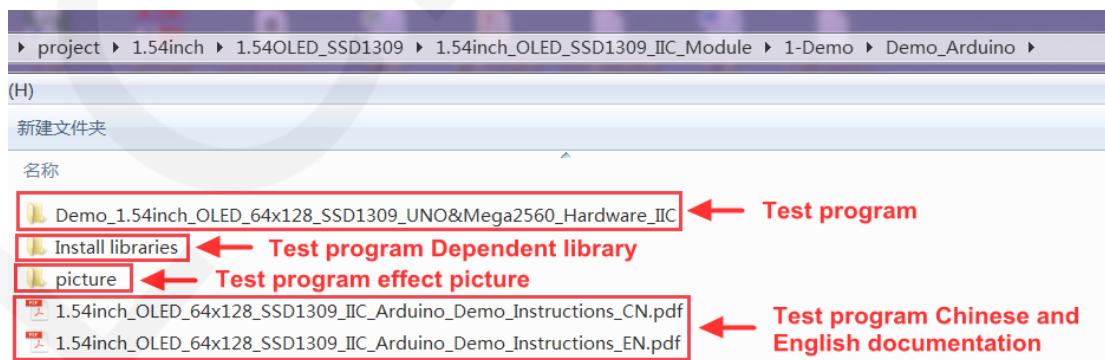 ▸ project ▸ 1.54inch ▸ 1.54OLED_SSD1309 ▸ 1.54inch_OLED_SSD1309_IIC_Module ▸ 1-Demo ▸ Demo_Arduino ▸
(H)
新建文件夹
名称
Demo_1.54inch_OLED_64x128_SSD1309_UNO&Mega2560_Hardware_IIC Test program
Install libraries Test program Dependent library
picture Test program effect picture
1.54inch_OLED_64x128_SSD1309_IIC_Arduino_Demo_Instructions_CN.pdf
1.54inch_OLED_64x128_SSD1309_IIC_Arduino_Demo_Instructions_EN.pdf
Test program Chinese and
English documentation